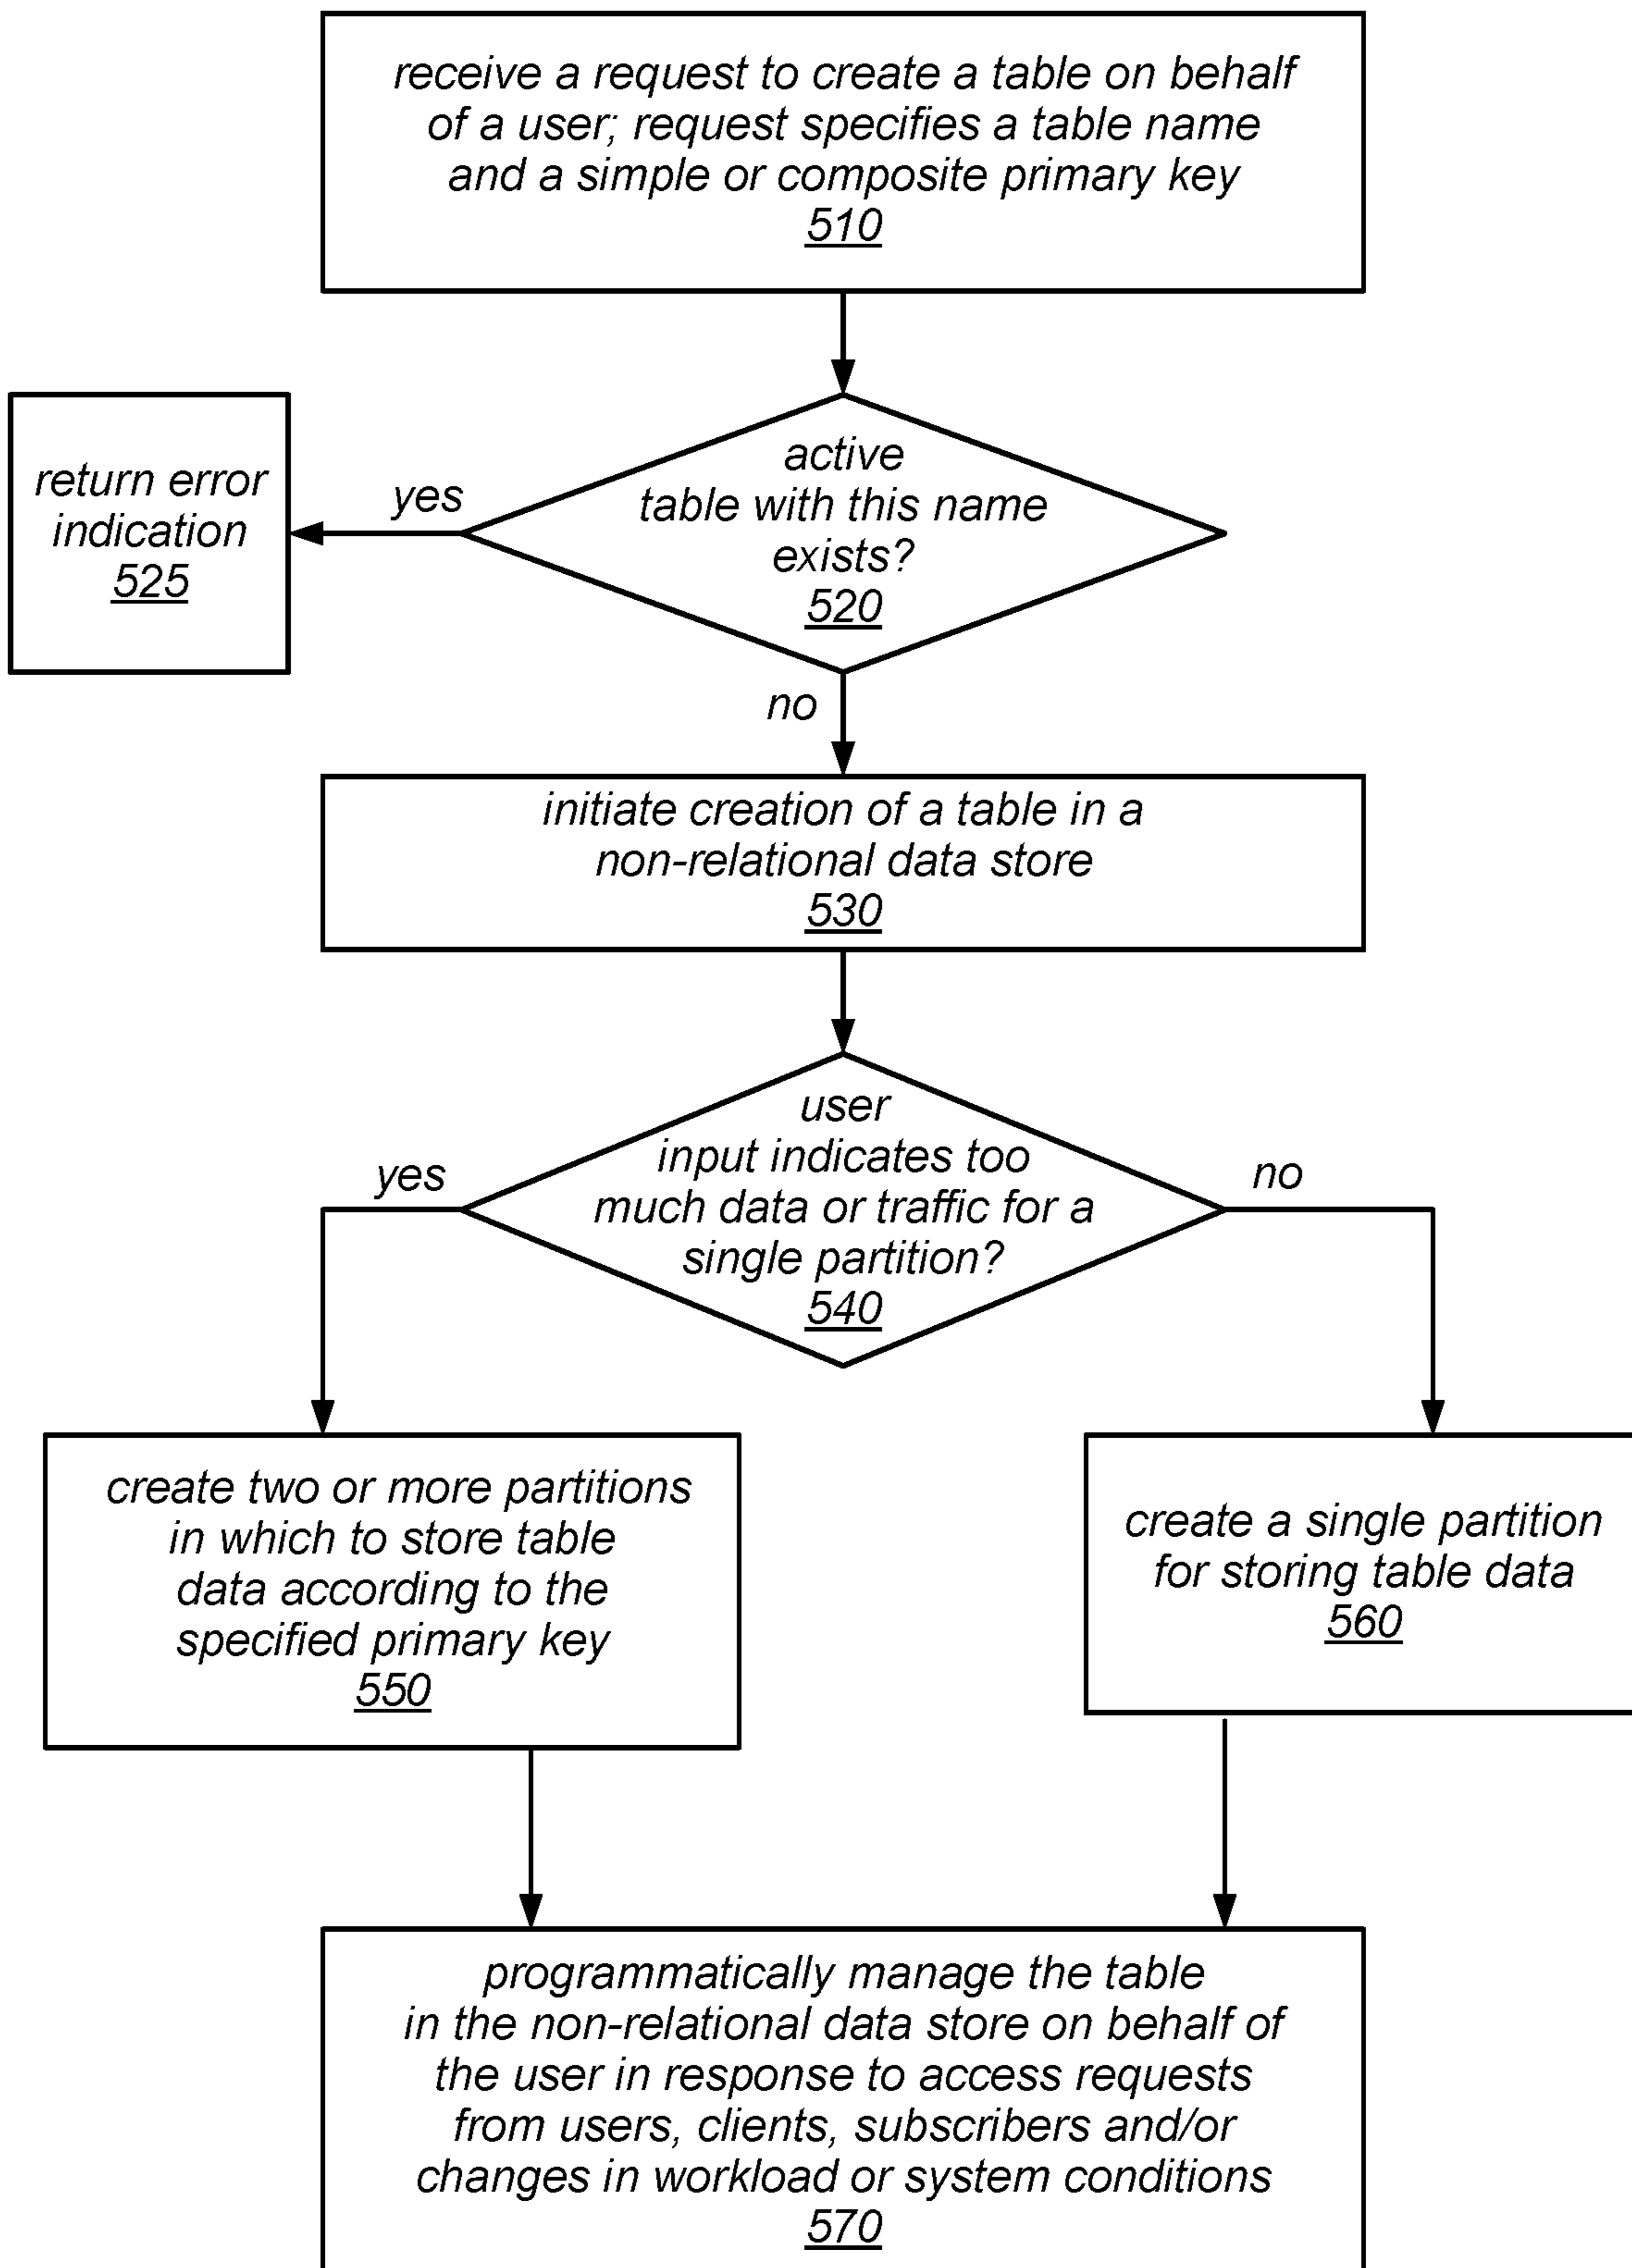 receive a request to create a table on behalf
of a user; request specifies a table name
and a simple or composite primary key
510
active
table with this name
exists?
520
yes
return error
indication
525
no
initiate creation of a table in a
non-relational data store
530
user
input indicates too
much data or traffic for a
single partition?
540
yes
no
create two or more partitions
in which to store table
data according to the
specified primary key
550
create a single partition
for storing table data
560
programmatically manage the table
in the non-relational data store on behalf of
the user in response to access requests
from users, clients, subscribers and/or
changes in workload or system conditions
570